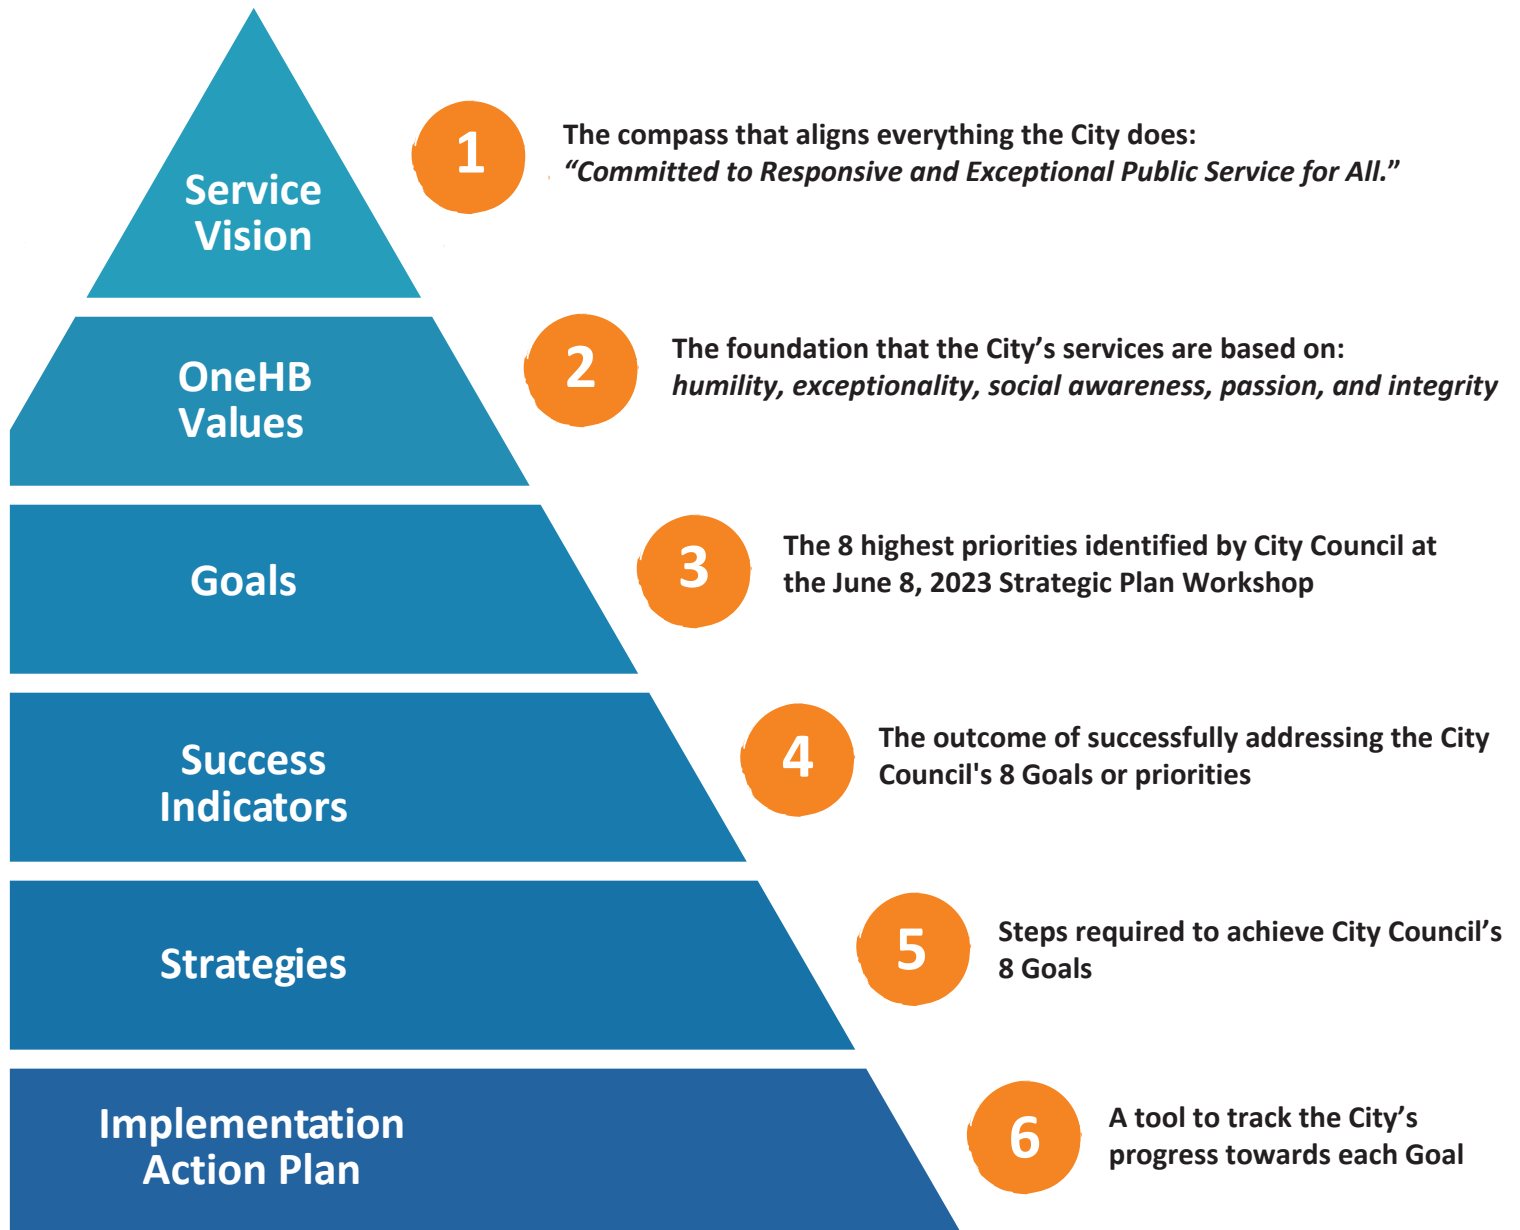 Service
Vision
1
The compass that aligns everything the City does:
“Committed to Responsive and Exceptional Public Service for All.”
OneHB
Values
2
The foundation that the City’s services are based on:
humility, exceptionality, social awareness, passion, and integrity
Goals
3
The 8 highest priorities identified by City Council at
the June 8, 2023 Strategic Plan Workshop
Success
Indicators
4
The outcome of successfully addressing the City
Council's 8 Goals or priorities
Strategies
5
Steps required to achieve City Council’s
8 Goals
Implementation
Action Plan
6
A tool to track the City’s
progress towards each Goal